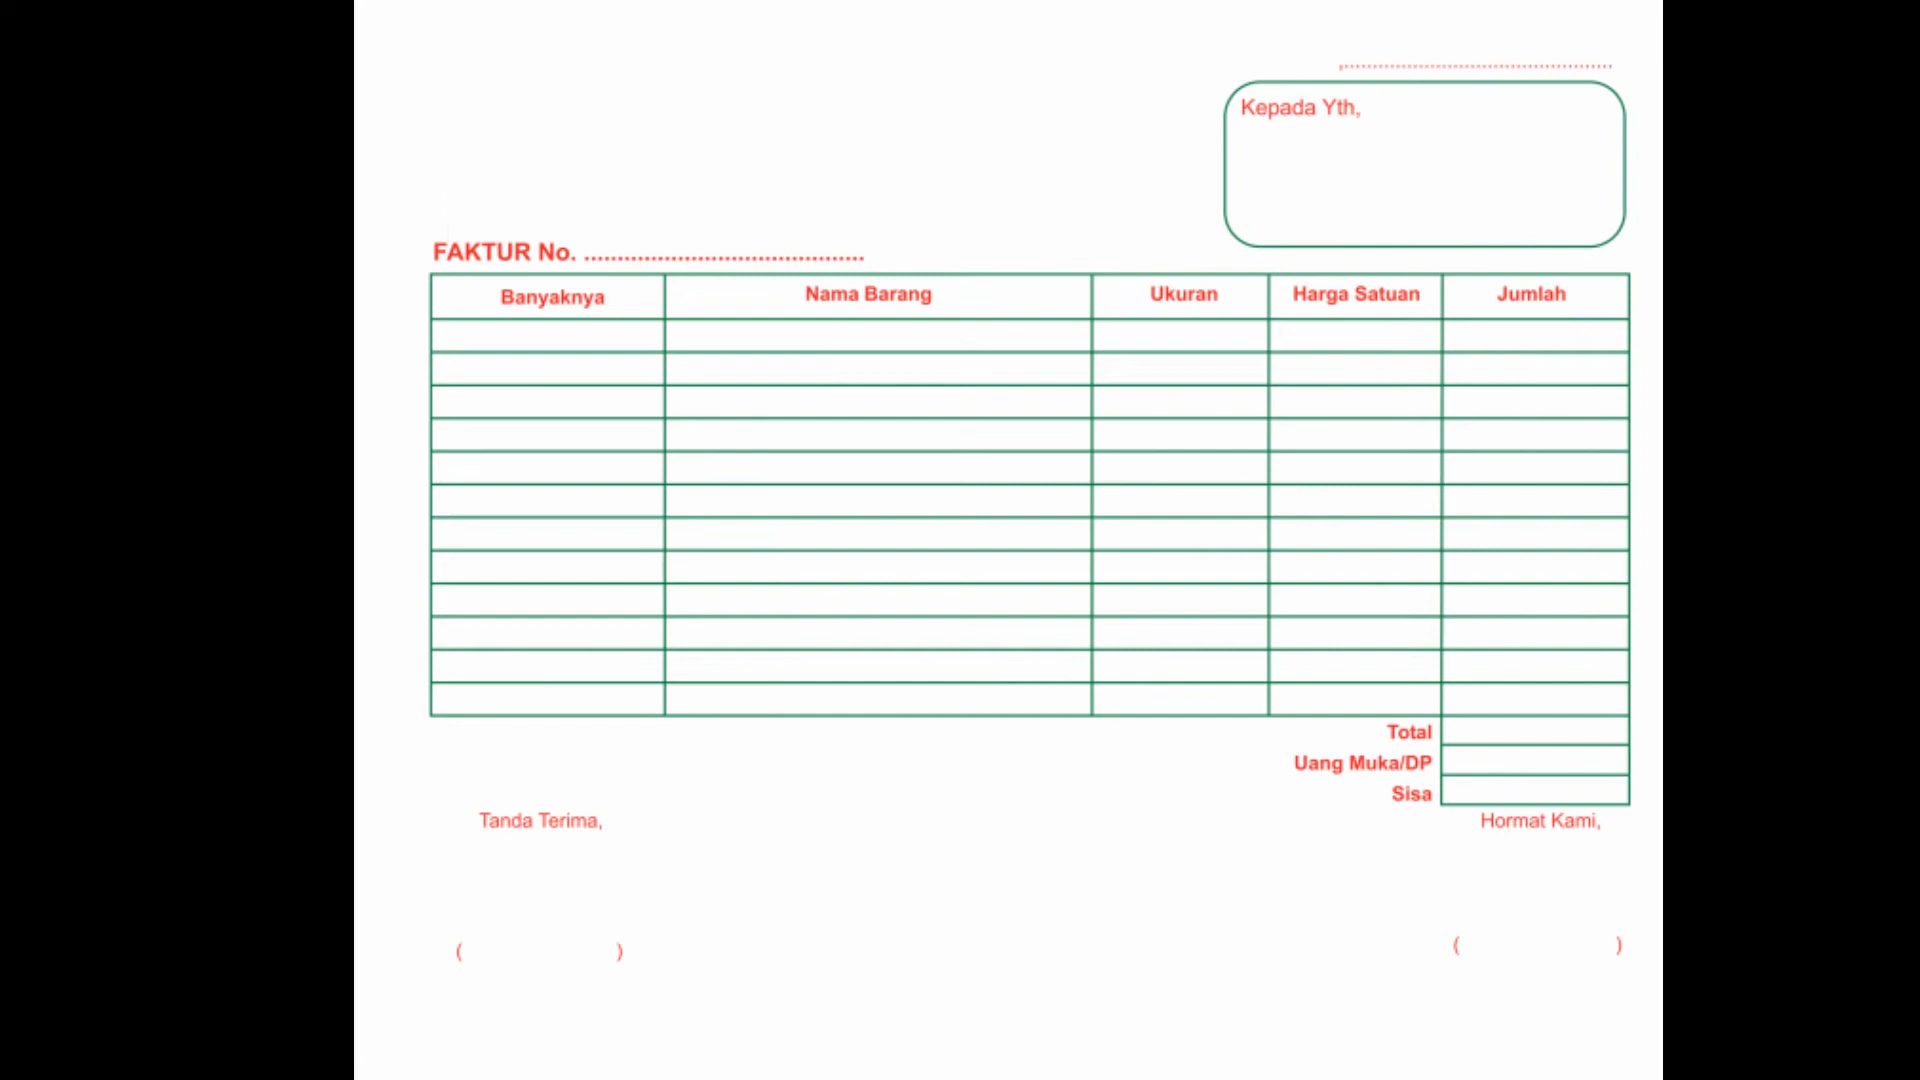 ,...............................................
Kepada Yth,
FAKTUR No. ..........................................
Banyaknya Nama Barang Ukuran Harga Satuan Jumlah
Total
Uang Muka/DP
Sisa
Tanda Terima, Hormat Kami,
( ) ( )